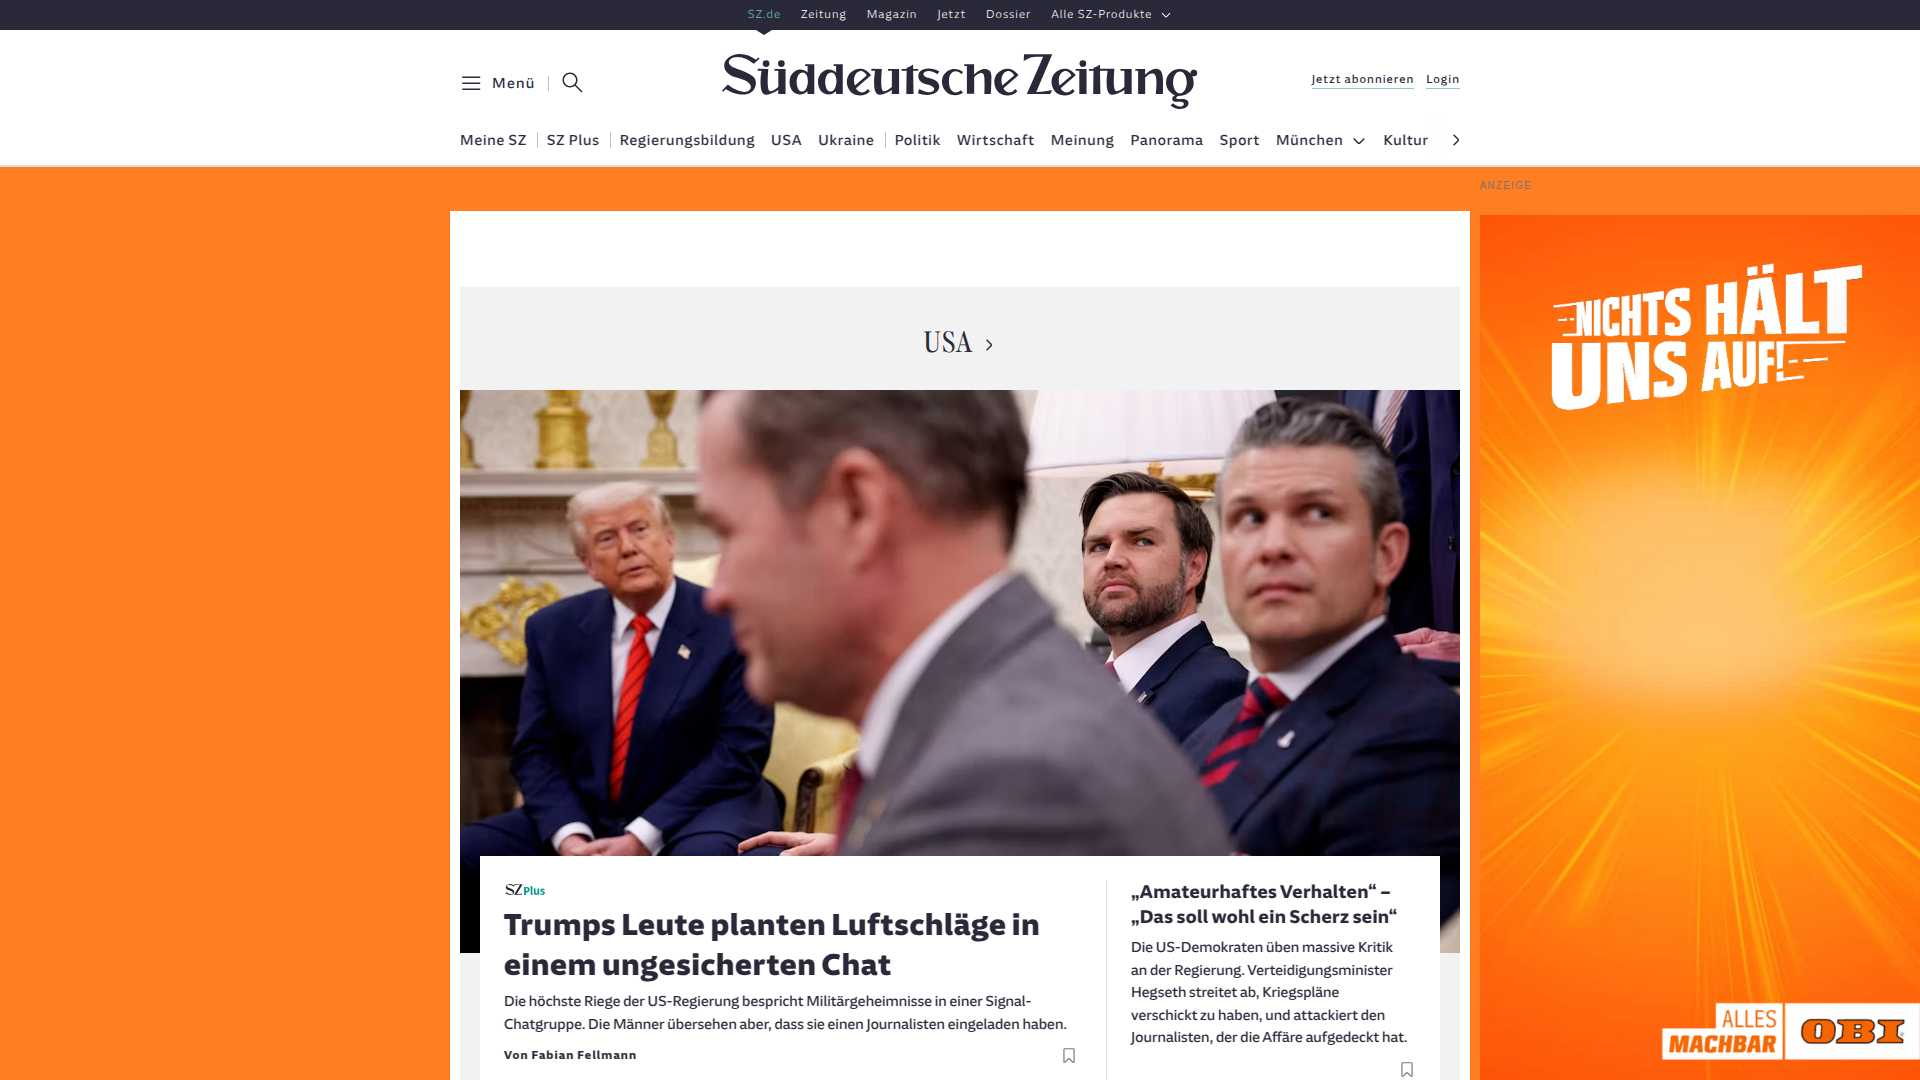 SZ.de Zeitung Magazin Jetzt Dossier Alle SZ-Produkte
Menü
Süddeutsche Zeitung
Jetzt abonnieren Login
Meine SZ SZ Plus Regierungsbildung USA Ukraine Politik Wirtschaft Meinung Panorama Sport München Kultur
ANZEIGE
USA
NICHTS HÄLT
UNS AUF!
SZ Plus
Trumps Leute planten Luftschläge in
einem ungesicherten Chat
Die höchste Riege der US-Regierung bespricht Militärgeheimnisse in einer Signal-
Chatgruppe. Die Männer übersehen aber, dass sie einen Journalisten eingeladen haben.
Von Fabian Fellmann
„Amateurhaftes Verhalten“ –
„Das soll wohl ein Scherz sein“
Die US-Demokraten üben massive Kritik
an der Regierung. Verteidigungsminister
Hegseth streitet ab, Kriegspläne
verschickt zu haben, und attackiert den
Journalisten, der die Affäre aufgedeckt hat.
ALLES
MACHBAR
OBI